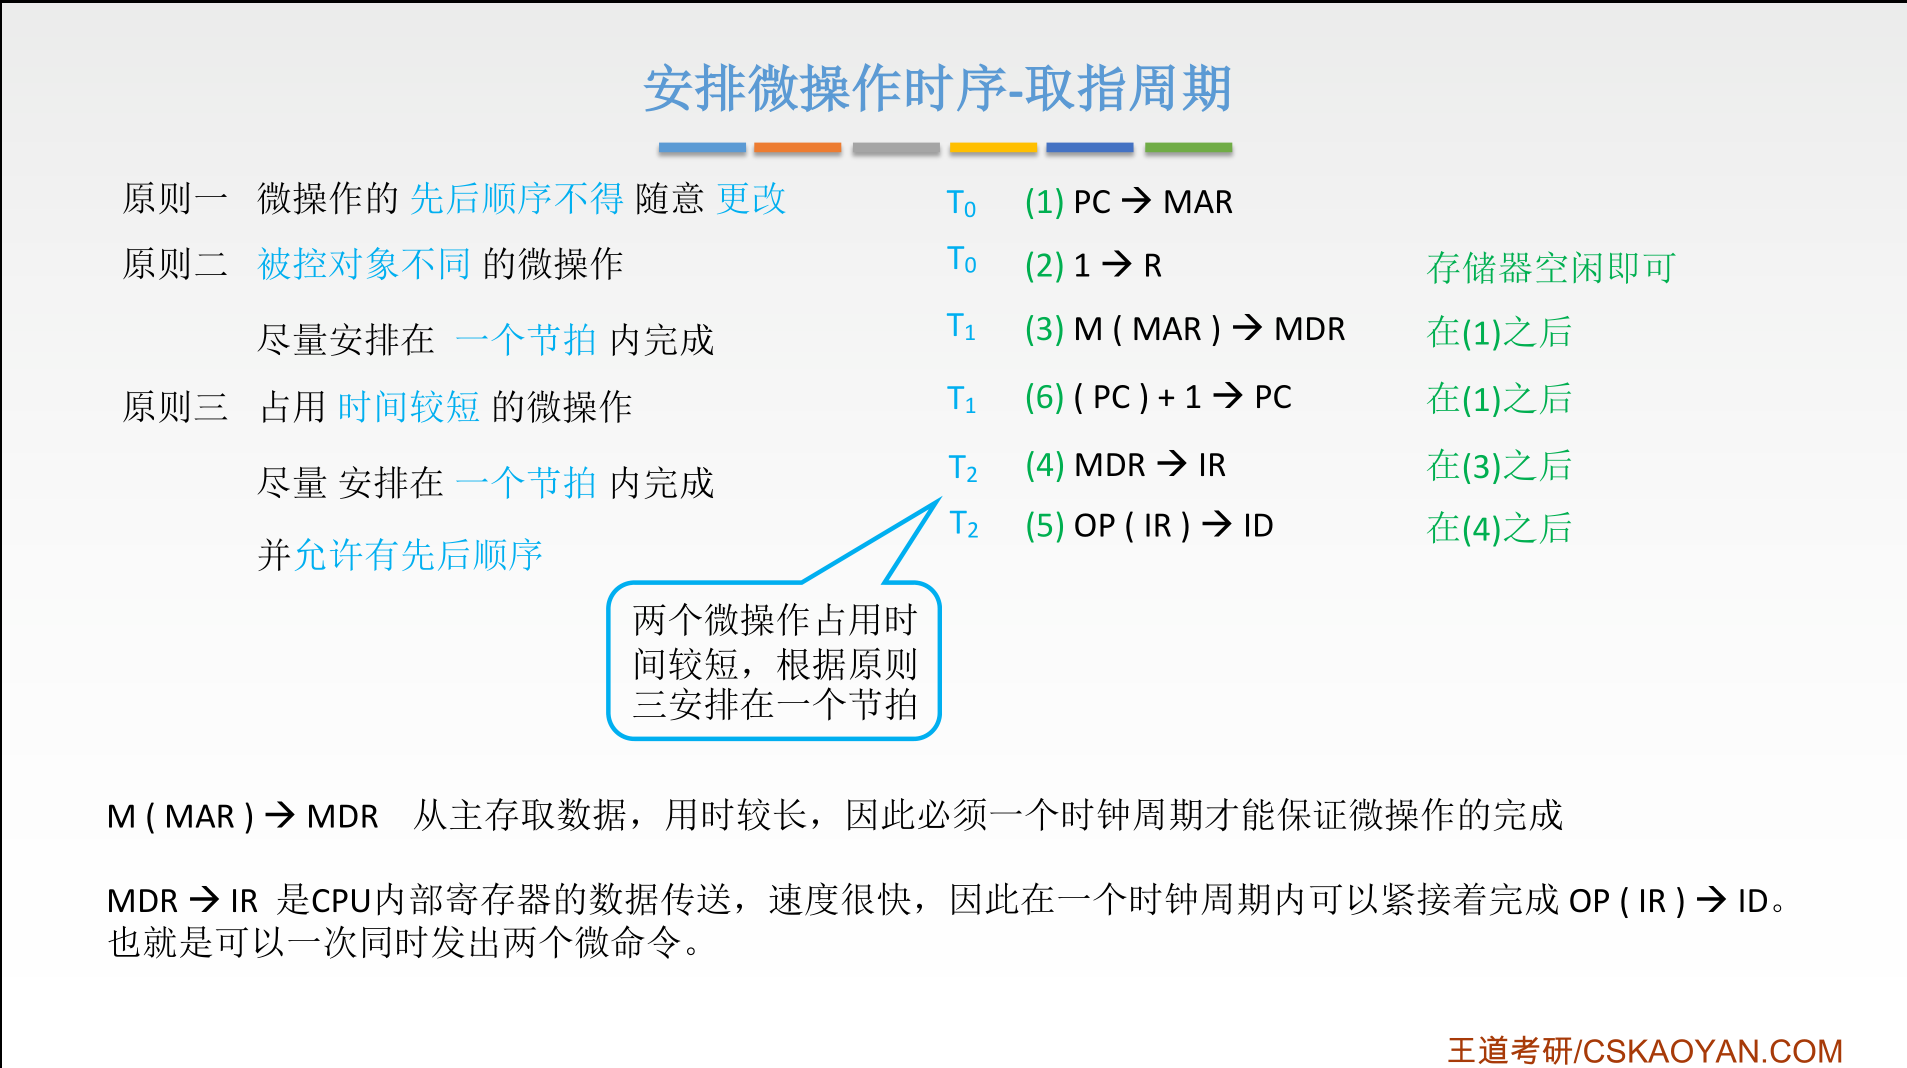 安排微操作时序-取指周期
原则一 微操作的 先后顺序不得 随意 更改
原则二 被控对象不同 的微操作
尽量安排在 一个节拍 内完成
原则三 占用 时间较短 的微操作
尽量 安排在 一个节拍 内完成
并允许有先后顺序
T0 (1) PC → MAR
T0 (2) 1 → R 存储器空闲即可
T1 (3) M ( MAR ) → MDR 在(1)之后
T1 (6) ( PC ) + 1 → PC 在(1)之后
T2 (4) MDR → IR 在(3)之后
T2 (5) OP ( IR ) → ID 在(4)之后
两个微操作占用时
间较短，根据原则
三安排在一个节拍
M ( MAR ) → MDR 从主存取数据，用时较长，因此必须一个时钟周期才能保证微操作的完成
MDR → IR 是CPU内部寄存器的数据传送，速度很快，因此在一个时钟周期内可以紧接着完成 OP ( IR ) → ID。
也就是可以一次同时发出两个微命令。
王道考研/CSKAOYAN.COM